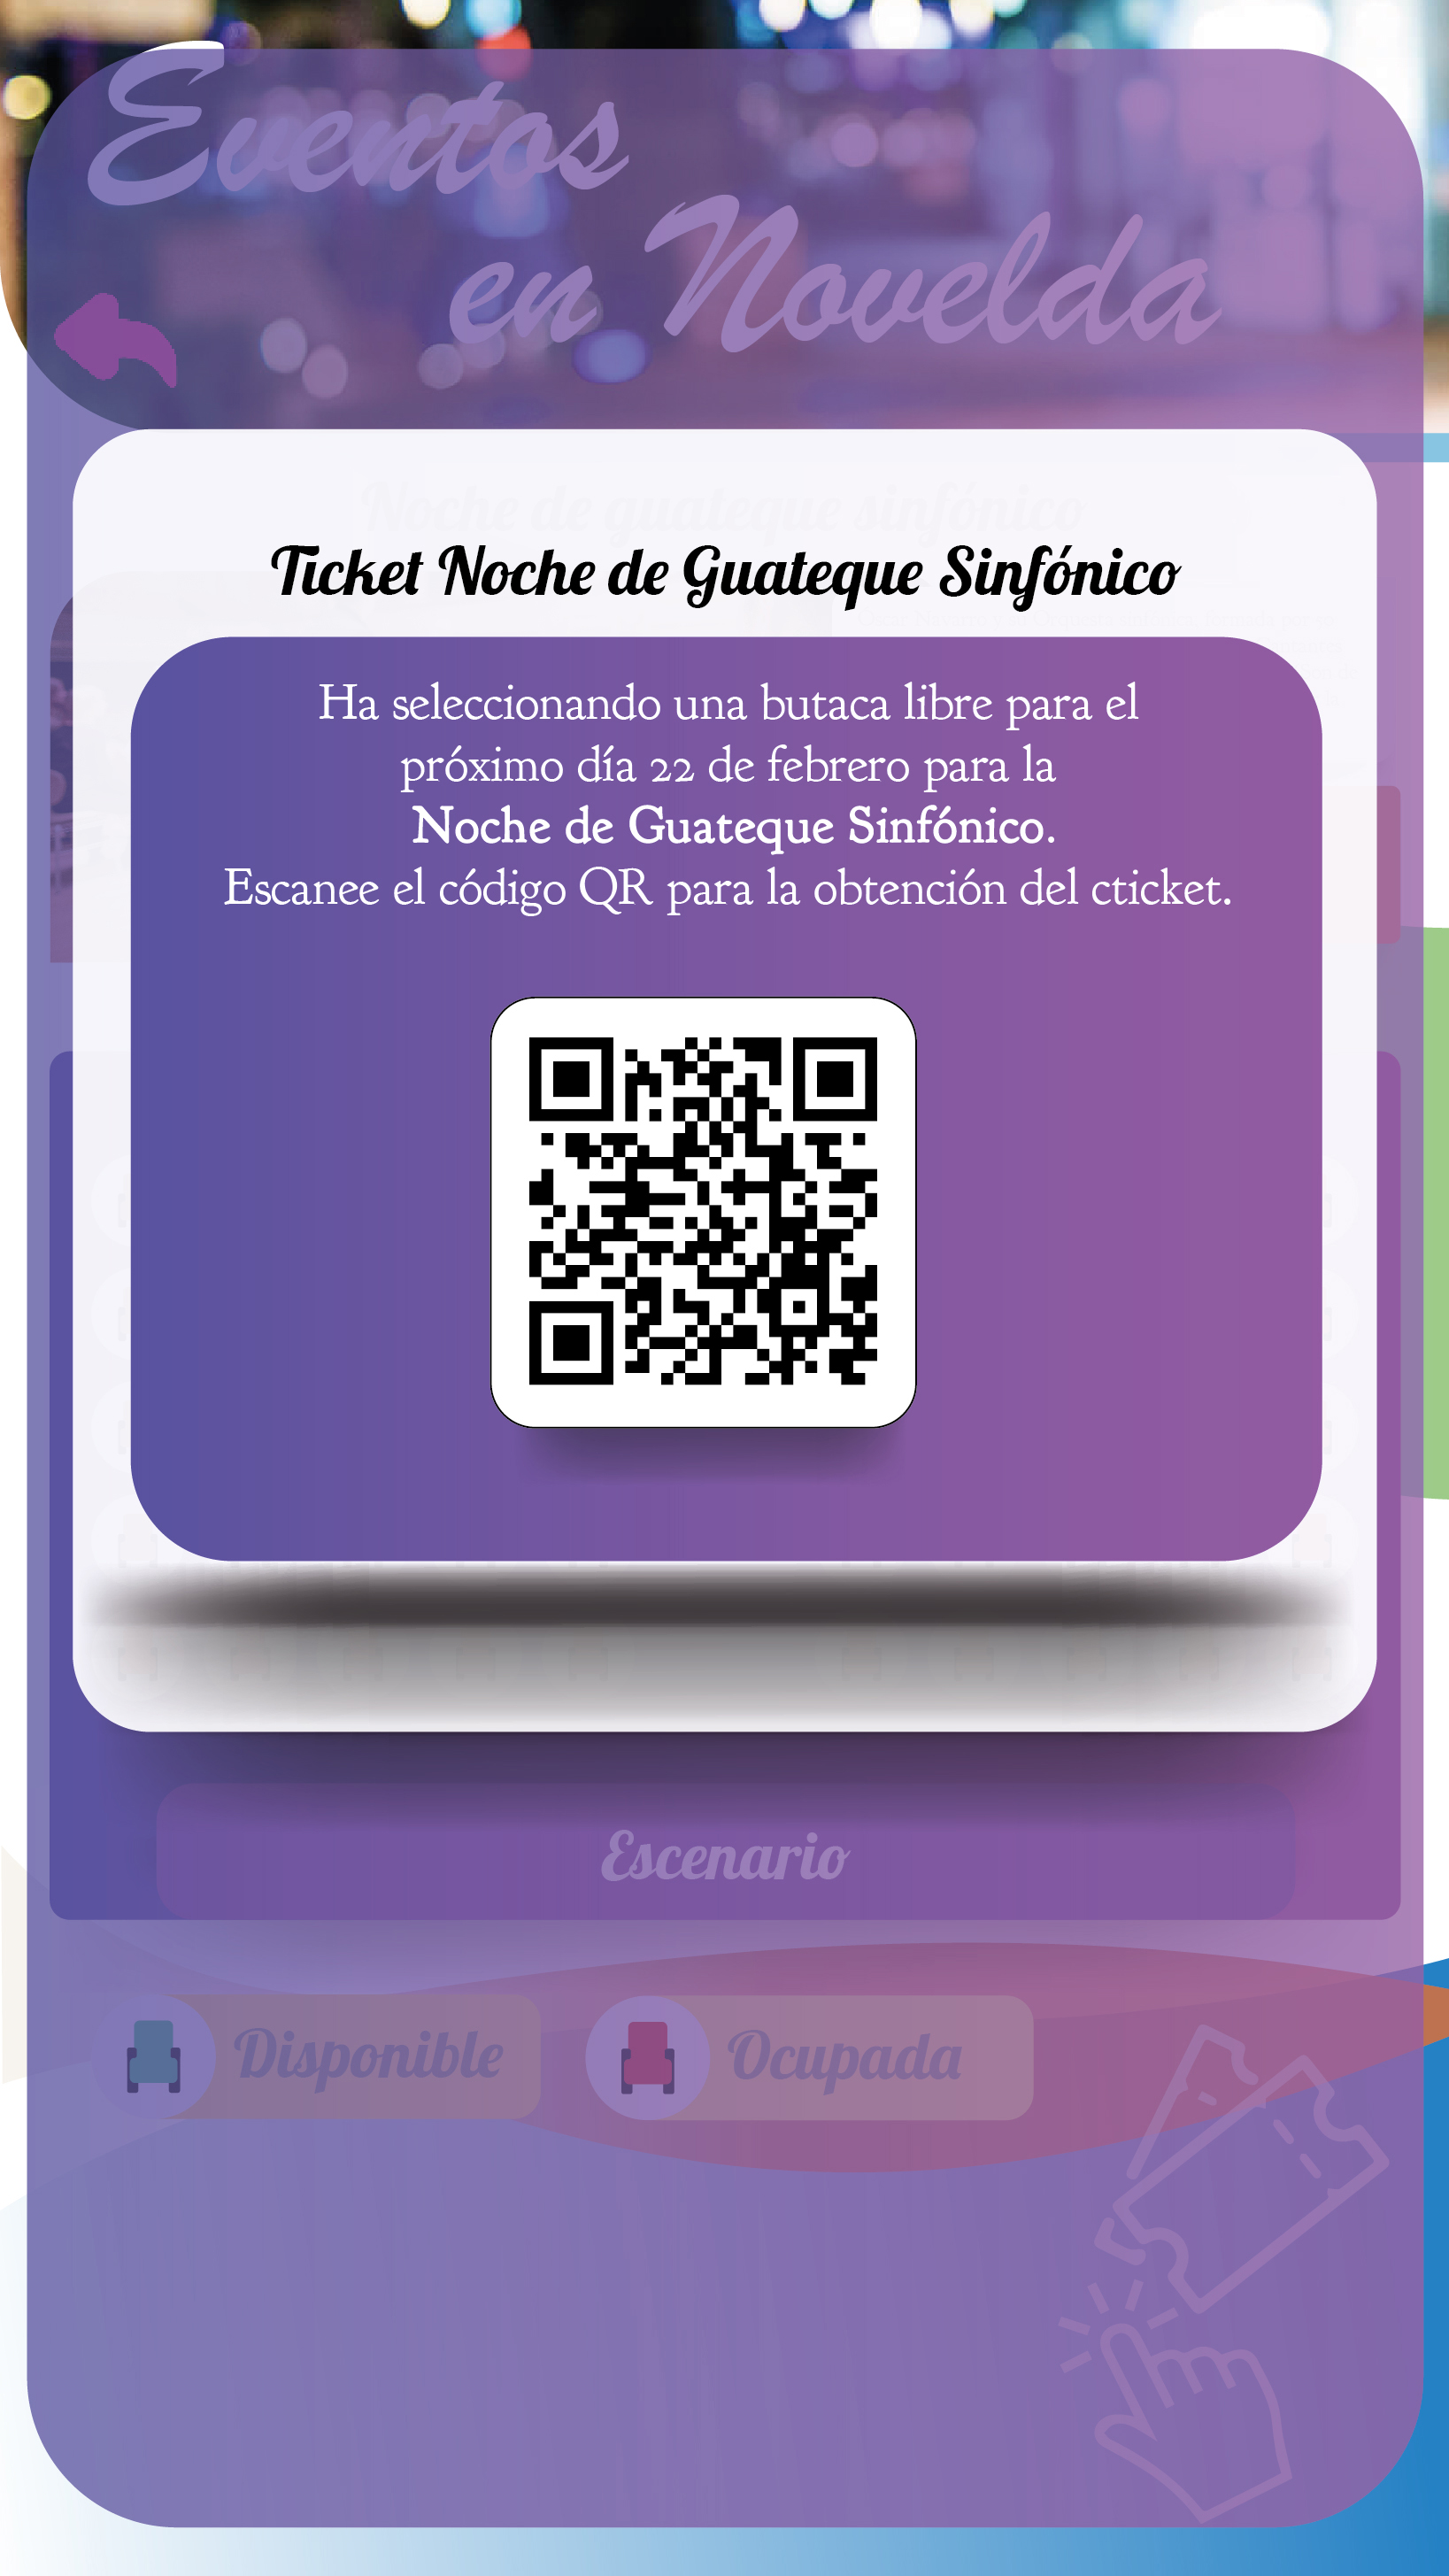 Eventos
en Novelda
Noche de guateque sinfónico
Ticket Noche de Guateque Sinfónico
Ha seleccionando una butaca libre para el
próximo día 22 de febrero para la
Noche de Guateque Sinfónico.
Escanee el código QR para la obtención del cticket.
Escenario
Disponible
Ocupada